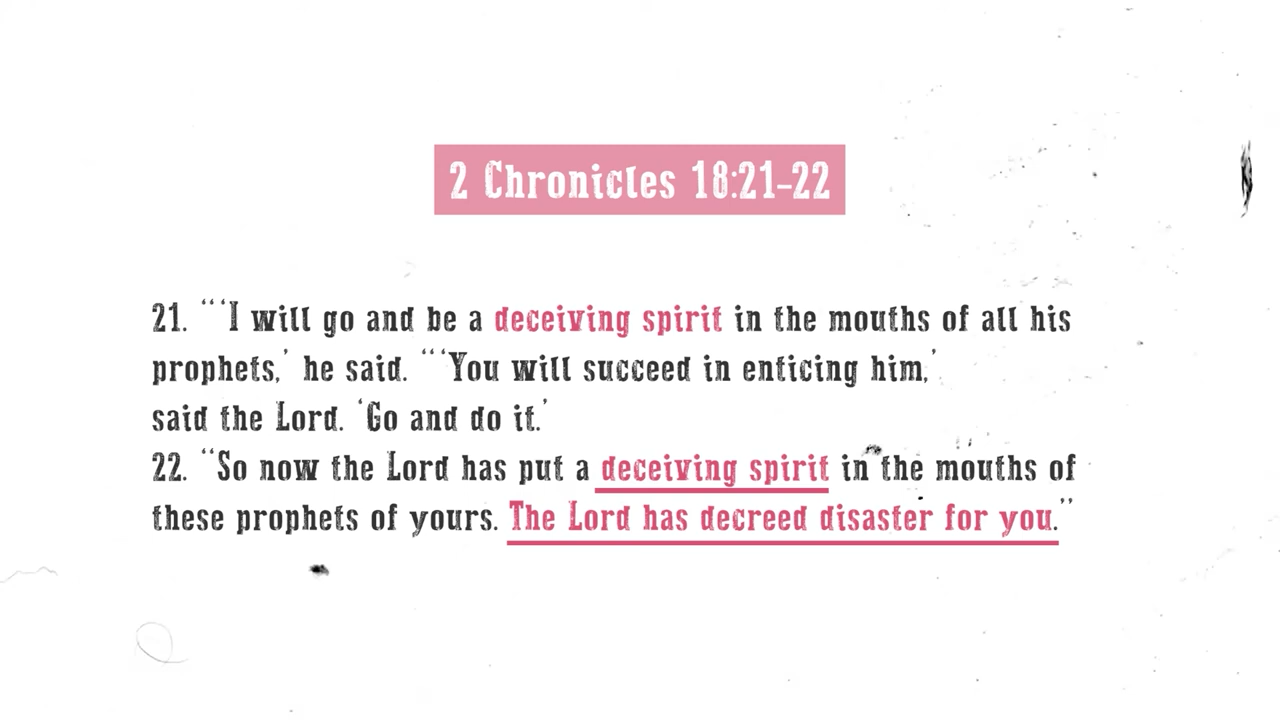 2 Chronicles 18:21-22
21. “‘I will go and be a deceiving spirit in the mouths of all his
prophets,’ he said. “‘You will succeed in enticing him,’
said the Lord. ‘Go and do it.’
22. “So now the Lord has put a deceiving spirit in the mouths of
these prophets of yours. The Lord has decreed disaster for you.”